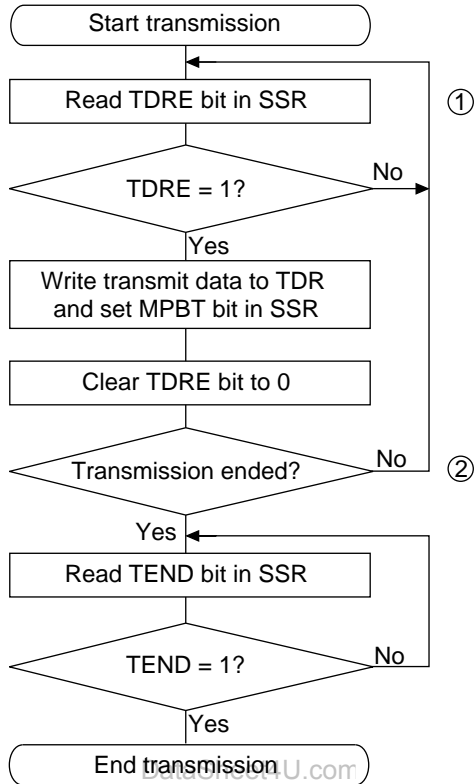 Start transmission
Read TDRE bit in SSR
①
TDRE = 1?
No
Yes
Write transmit data to TDR
and set MPBT bit in SSR
Clear TDRE bit to 0
Transmission ended?
No
②
Yes
Read TEND bit in SSR
TEND = 1?
No
Yes
End transmission
DataSheet4U.com